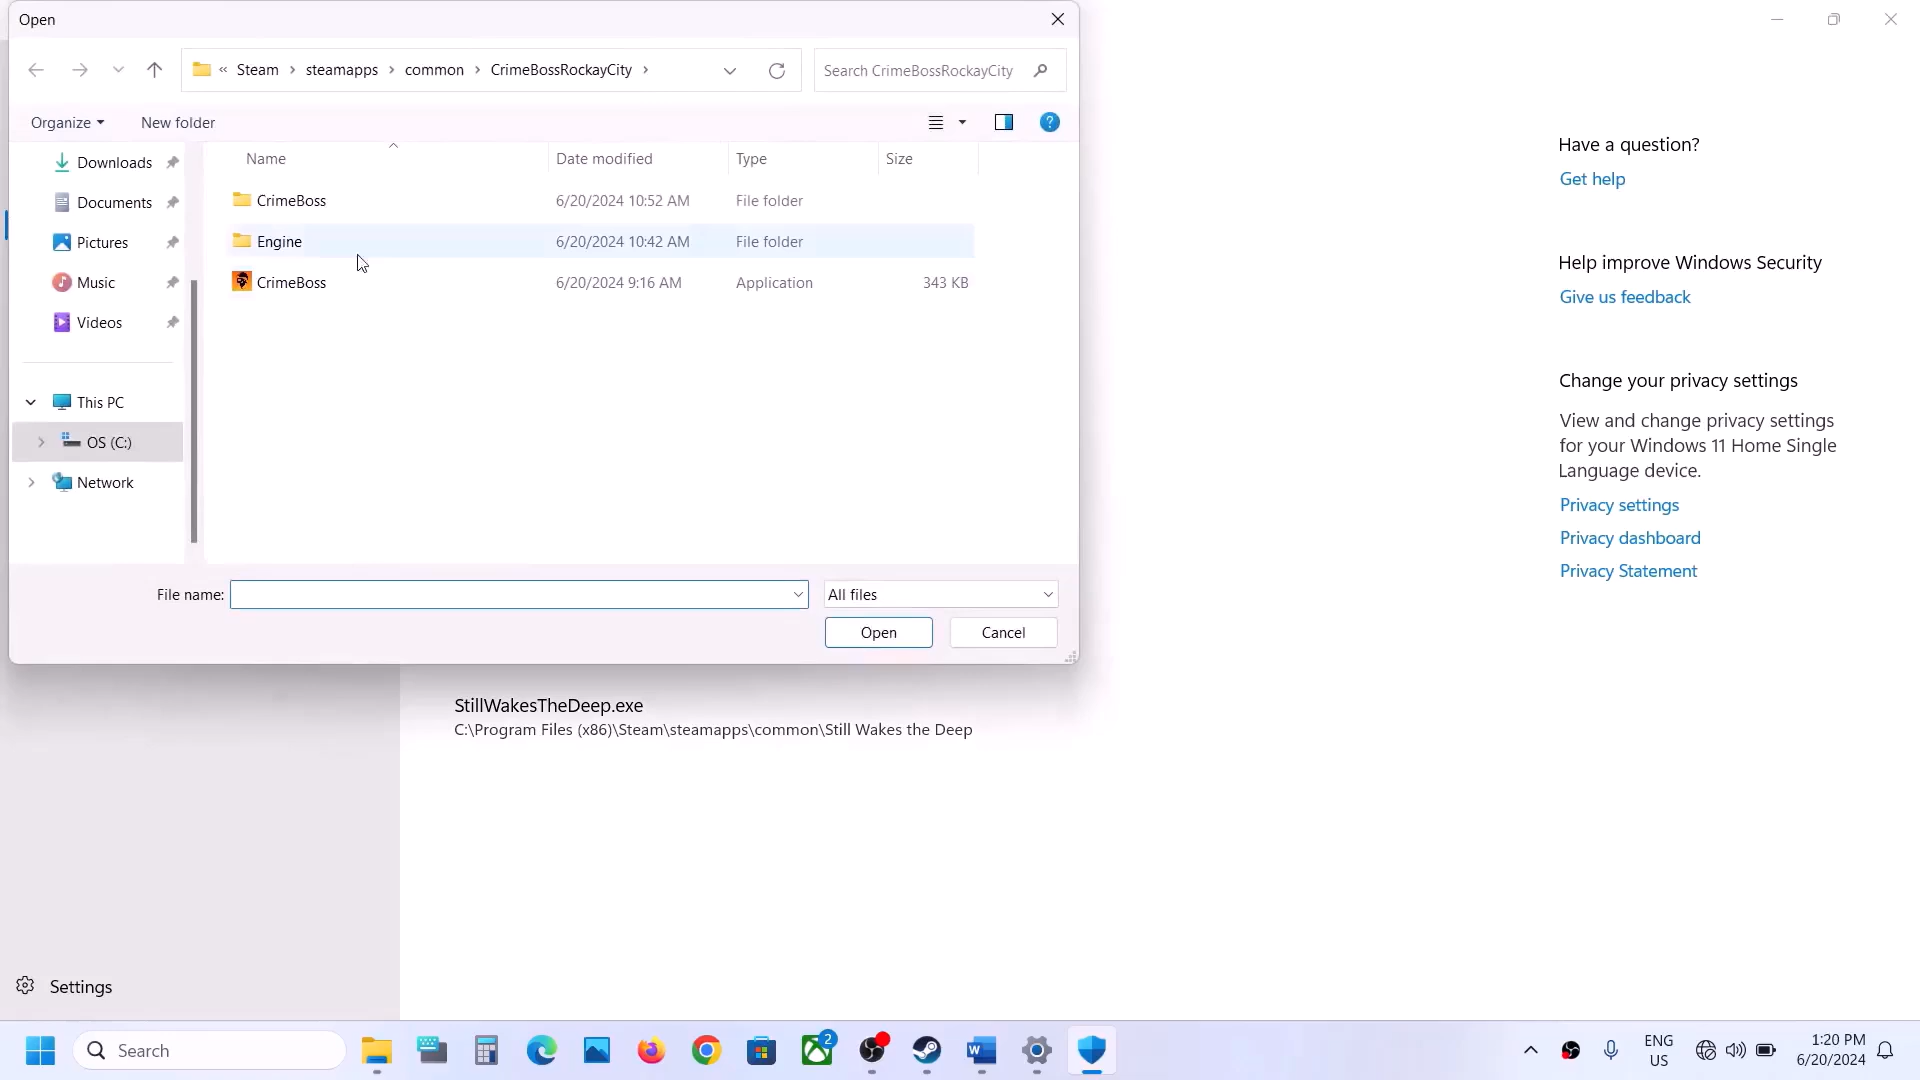 Open
« Steam › steamapps › common › CrimeBossRockayCity ›
Search CrimeBossRockayCity
Organize
New folder
Name
Date modified
Type
Size
Downloads
Documents
Pictures
Music
Videos
This PC
OS (C:)
Network
CrimeBoss 6/20/2024 10:52 AM File folder
Engine 6/20/2024 10:42 AM File folder
CrimeBoss 6/20/2024 9:16 AM Application 343 KB
File name:
All files
Open
Cancel
StillWakesTheDeep.exe
C:\Program Files (x86)\Steam\steamapps\common\Still Wakes the Deep
Settings
Have a question?
Get help
Help improve Windows Security
Give us feedback
Change your privacy settings
View and change privacy settings
for your Windows 11 Home Single
Language device.
Privacy settings
Privacy dashboard
Privacy Statement
Search
2
ENG
US
1:20 PM
6/20/2024